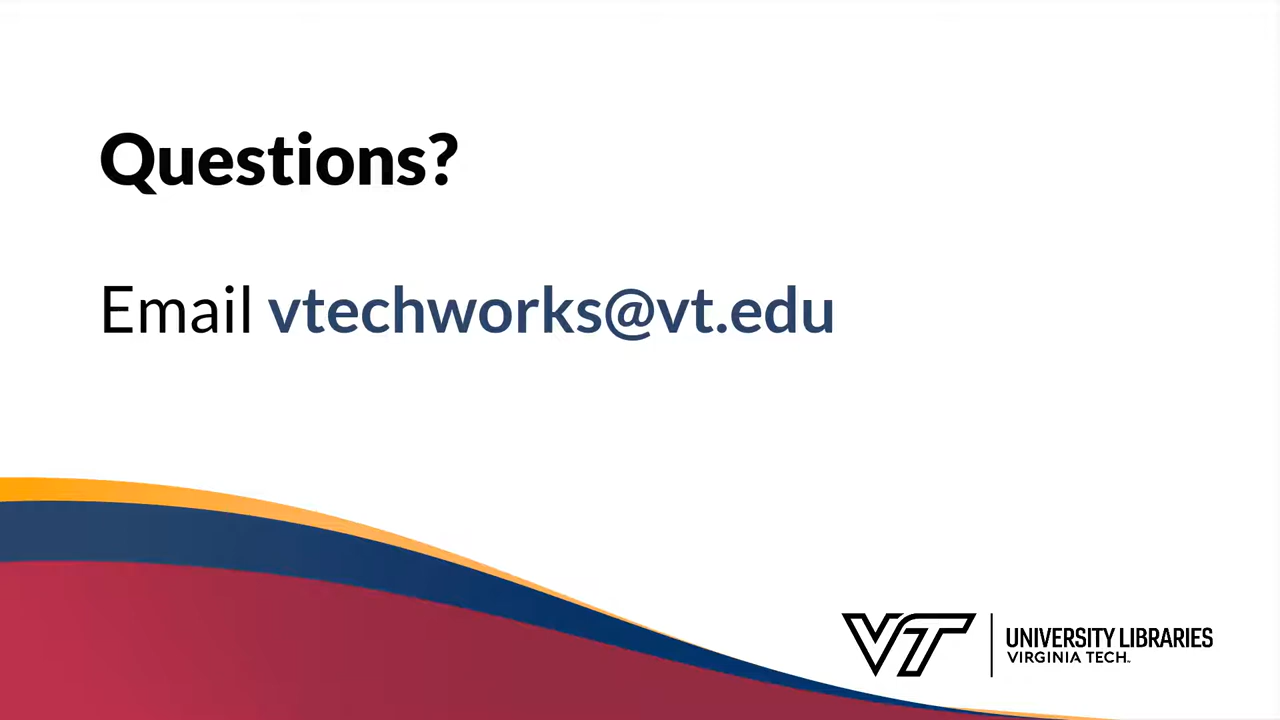 Questions?
Email vtechworks@vt.edu
VT
UNIVERSITY LIBRARIES
VIRGINIA TECH.